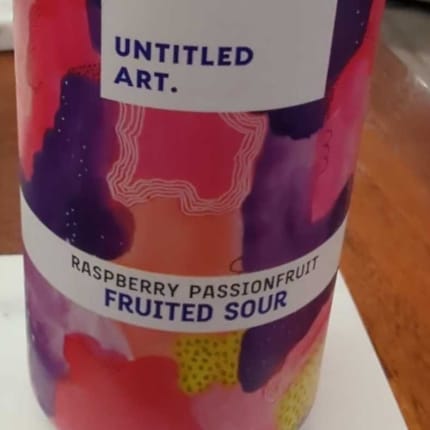 UNTITLED
ART.
RASPBERRY PASSIONFRUIT
FRUITED SOUR